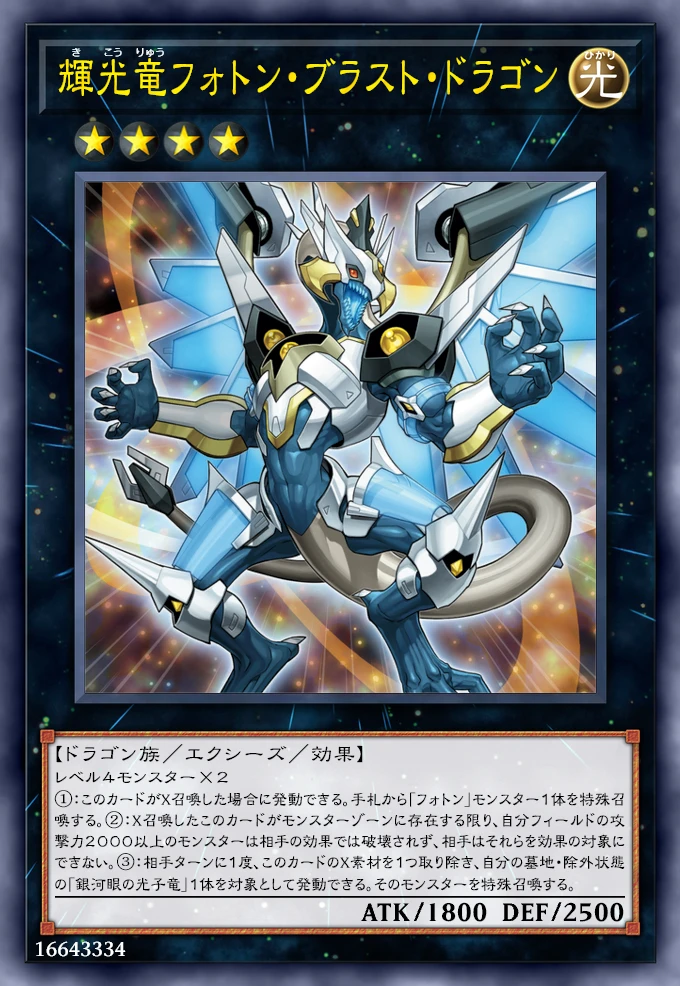 き こう りゅう
輝光竜フォトン・ブラスト・ドラゴン
ひかり
光
【ドラゴン族／エクシーズ／効果】
レベル４モンスター×２
①：このカードがX召喚した場合に発動できる。手札から「フォトン」モンスター１体を特殊召
喚する。②：X召喚したこのカードがモンスターゾーンに存在する限り、自分フィールドの攻
撃力２０００以上のモンスターは相手の効果では破壊されず、相手はそれらを効果の対象に
できない。③：相手ターンに１度、このカードのX素材を１つ取り除き、自分の墓地・除外状態
の「銀河眼の光子竜」１体を対象として発動できる。そのモンスターを特殊召喚する。
ATK/1800 DEF/2500
16643334